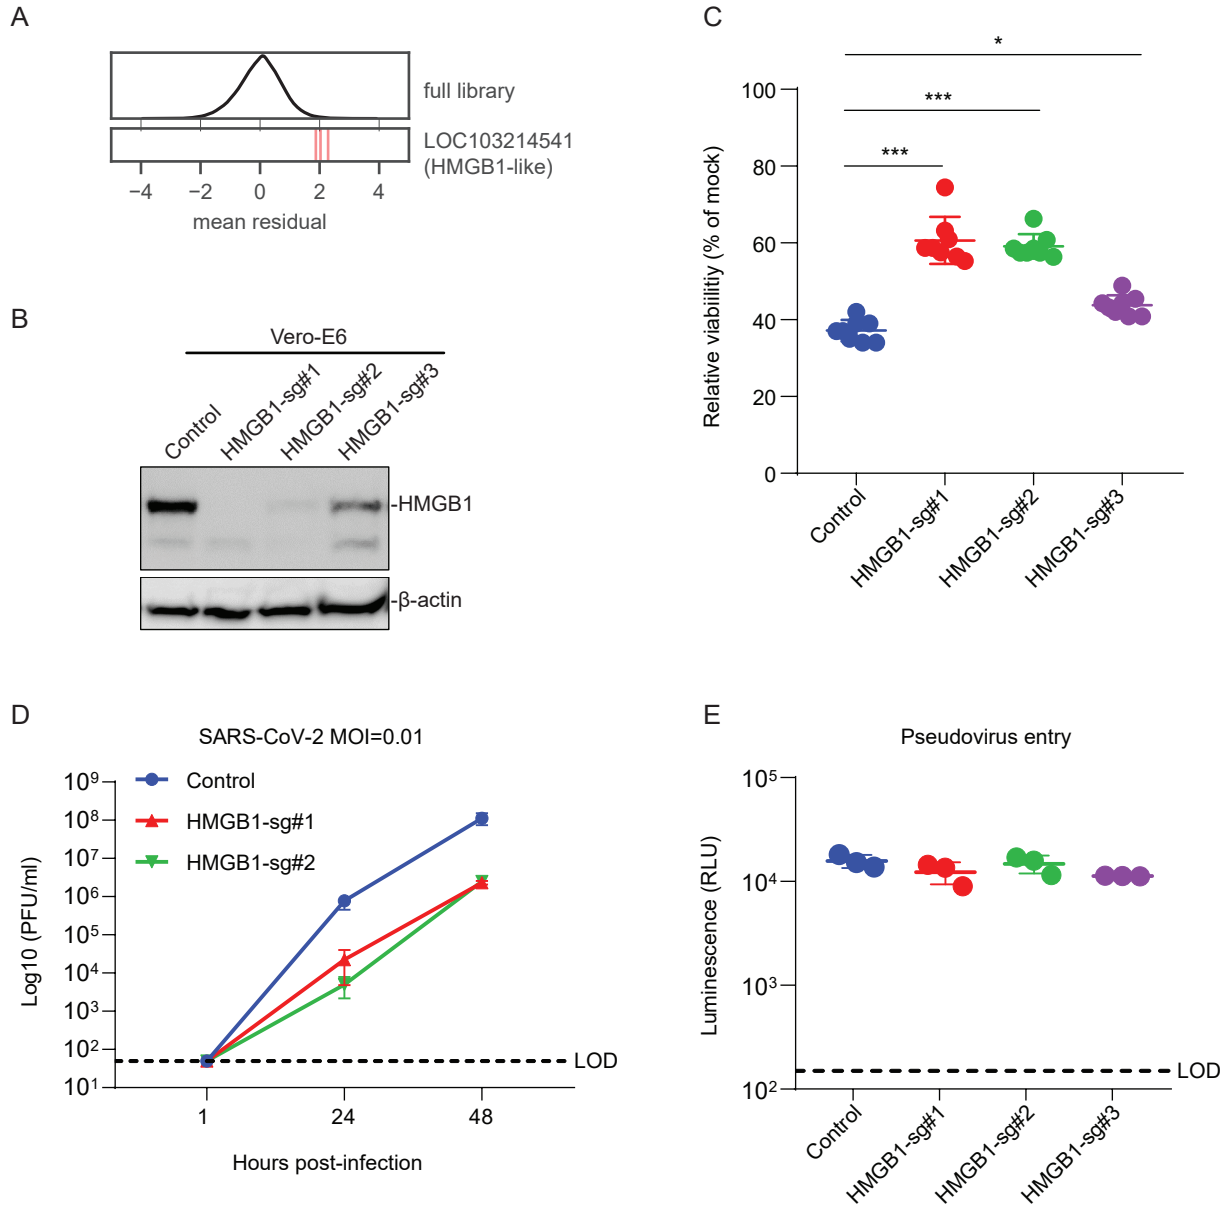 A
full library
LOC103214541
(HMGB1-like)
−4 −2 0 2 4
mean residual
B
Vero-E6
Control HMGB1-sg#1 HMGB1-sg#2 HMGB1-sg#3
-HMGB1
-β-actin
C
* 
***
***
Relative viabililtiy (% of mock)
100
80
60
40
20
0
Control HMGB1-sg#1 HMGB1-sg#2 HMGB1-sg#3
D
SARS-CoV-2 MOI=0.01
Control
HMGB1-sg#1
HMGB1-sg#2
Log10 (PFU/ml)
10⁹
10⁸
10⁷
10⁶
10⁵
10⁴
10³
10²
10¹
LOD
1 24 48
Hours post-infection
E
Pseudovirus entry
Luminescence (RLU)
10⁵
10⁴
10³
10²
LOD
Control HMGB1-sg#1 HMGB1-sg#2 HMGB1-sg#3